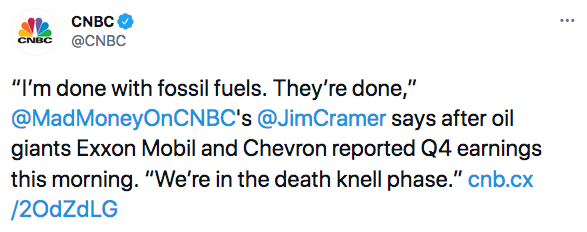 CNBC
CNBC
@CNBC
“I’m done with fossil fuels. They’re done,”
@MadMoneyOnCNBC's @JimCramer says after oil
giants Exxon Mobil and Chevron reported Q4 earnings
this morning. “We’re in the death knell phase.” cnb.cx
/2OdZdLG